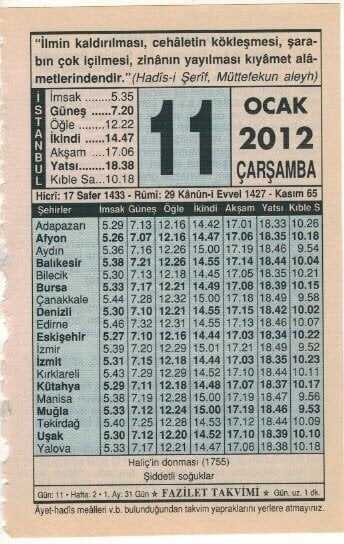 “İlmin kaldırılması, cehâletin kökleşmesi, şara-
bın çok içilmesi, zinânın yayılması kıyâmet alâ-
metlerindendir.” (Hadîs-i Şerîf, Müttefekun aleyh)
İSTANBUL
İmsak ........5.35
Güneş ......7.20
Öğle ........12.22
İkindi ......14.47
Akşam .....17.06
Yatsı........18.38
Kıble Sa...10.18
11
OCAK
2012
ÇARŞAMBA
Hicrî: 17 Safer 1433 - Rûmî: 29 Kânûn-i Evvel 1427 - Kasım 65
Şehirler İmsak Güneş Öğle İkindi Akşam Yatsı Kıble S
Adapazarı 5.29 7.13 12.16 14.42 17.01 18.33 10.26
Afyon 5.26 7.07 12.16 14.47 17.06 18.35 10.18
Aydın 5.36 7.16 12.26 15.00 17.19 18.46 9.54
Balıkesir 5.38 7.21 12.26 14.55 17.14 18.44 10.04
Bilecik 5.30 7.13 12.18 14.45 17.05 18.35 10.21
Bursa 5.33 7.17 12.21 14.49 17.08 18.39 10.15
Çanakkale 5.44 7.28 12.32 15.00 17.18 18.49 9.58
Denizli 5.30 7.10 12.21 14.55 17.15 18.42 10.01
Edirne 5.46 7.32 12.31 14.55 17.13 18.46 10.07
Eskişehir 5.27 7.10 12.16 14.44 17.03 18.34 10.22
İzmir 5.39 7.20 12.29 15.01 17.21 18.49 9.52
İzmit 5.31 7.15 12.18 14.44 17.03 18.35 10.23
Kırklareli 5.43 7.29 12.29 14.52 17.10 18.44 10.10
Kütahya 5.29 7.11 12.18 14.48 17.07 18.37 10.17
Manisa 5.38 7.19 12.28 15.00 17.19 18.47 9.56
Muğla 5.33 7.12 12.24 15.00 17.19 18.46 9.53
Tekirdağ 5.40 7.25 12.28 14.53 17.11 18.43 10.09
Uşak 5.30 7.12 12.20 14.52 17.10 18.39 10.10
Yalova 5.33 7.17 12.21 14.47 17.06 18.38 10.18
Haliç'in donması (1755)
Şiddetli soğuklar
Gün: 11 • Hafta: 2 • 1. Ay: 31 Gün ★ FAZİLET TAKVİMİ ★ Gün. uz. 1 dk.
Âyet-hadîs meâlleri v.b. bulunduğundan takvim yapraklarını yerlere atmayınız.